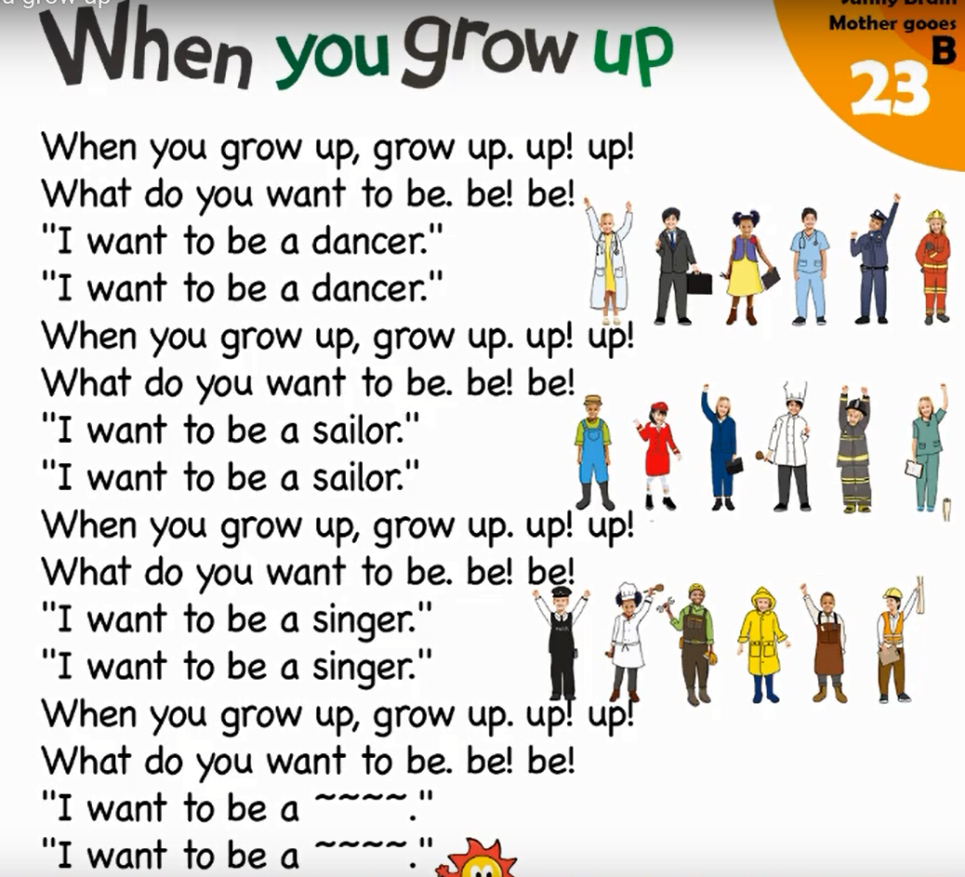 When you grow up
Mother gooes
B
23
When you grow up, grow up. up! up!
What do you want to be. be! be!
"I want to be a dancer."
"I want to be a dancer."
When you grow up, grow up. up! up!
What do you want to be. be! be!
"I want to be a sailor."
"I want to be a sailor."
When you grow up, grow up. up! up!
What do you want to be. be! be!
"I want to be a singer."
"I want to be a singer."
When you grow up, grow up. up! up!
What do you want to be. be! be!
"I want to be a ~~~~."
"I want to be a ~~~~."